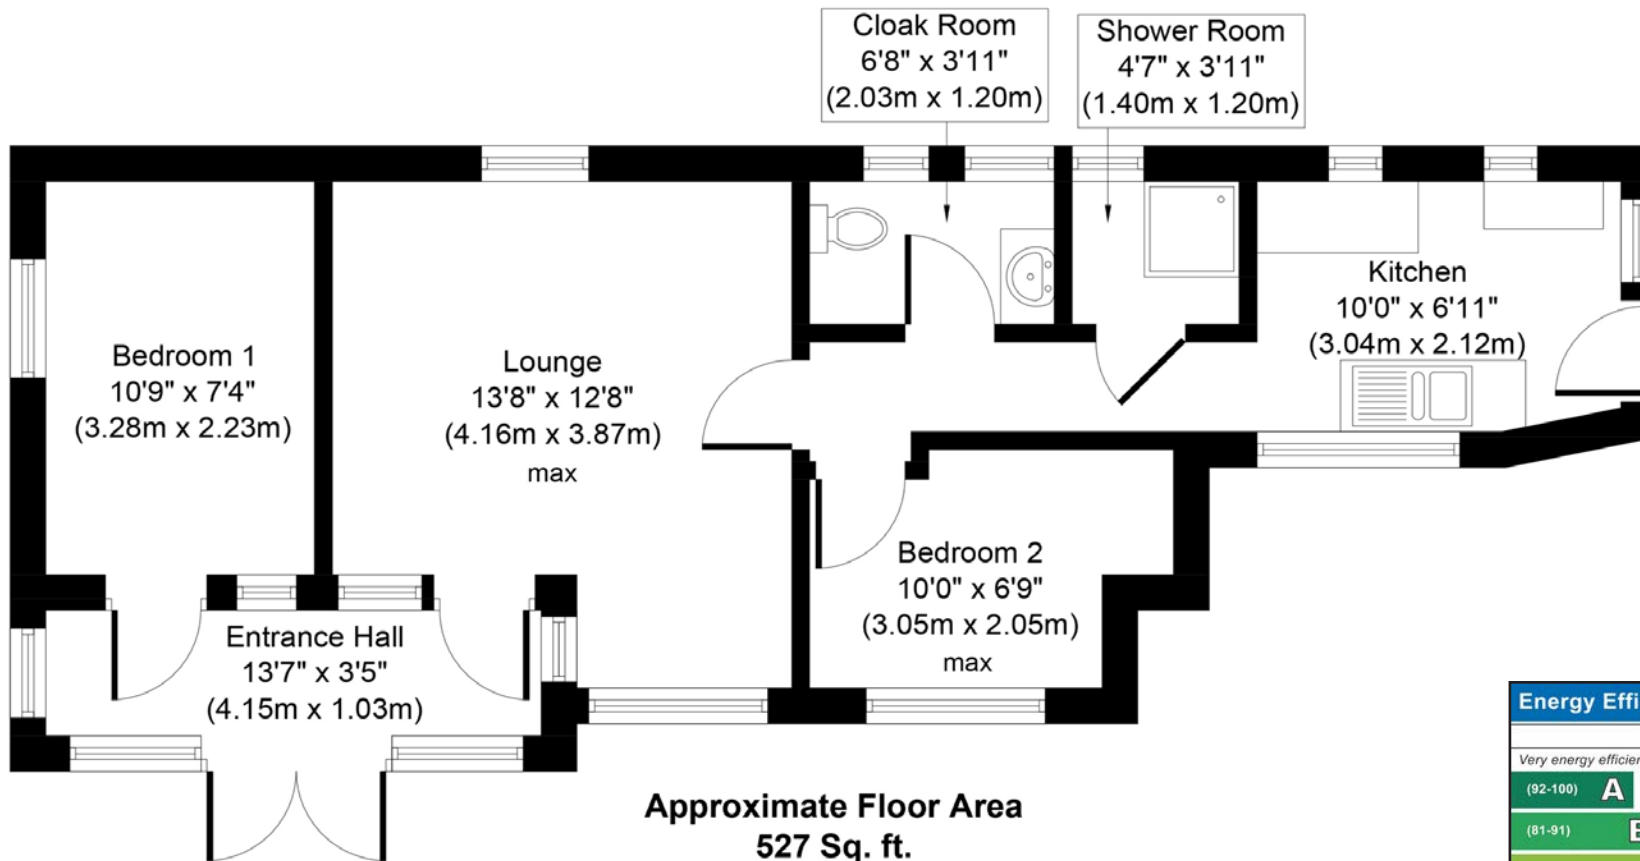 Cloak Room
6'8" x 3'11"
(2.03m x 1.20m)
Shower Room
4'7" x 3'11"
(1.40m x 1.20m)
Bedroom 1
10'9" x 7'4"
(3.28m x 2.23m)
Lounge
13'8" x 12'8"
(4.16m x 3.87m)
max
Kitchen
10'0" x 6'11"
(3.04m x 2.12m)
Bedroom 2
10'0" x 6'9"
(3.05m x 2.05m)
max
Entrance Hall
13'7" x 3'5"
(4.15m x 1.03m)
Approximate Floor Area
527 Sq. ft.
Energy Effi
Very energy efficien
(92-100) A
(81-91)